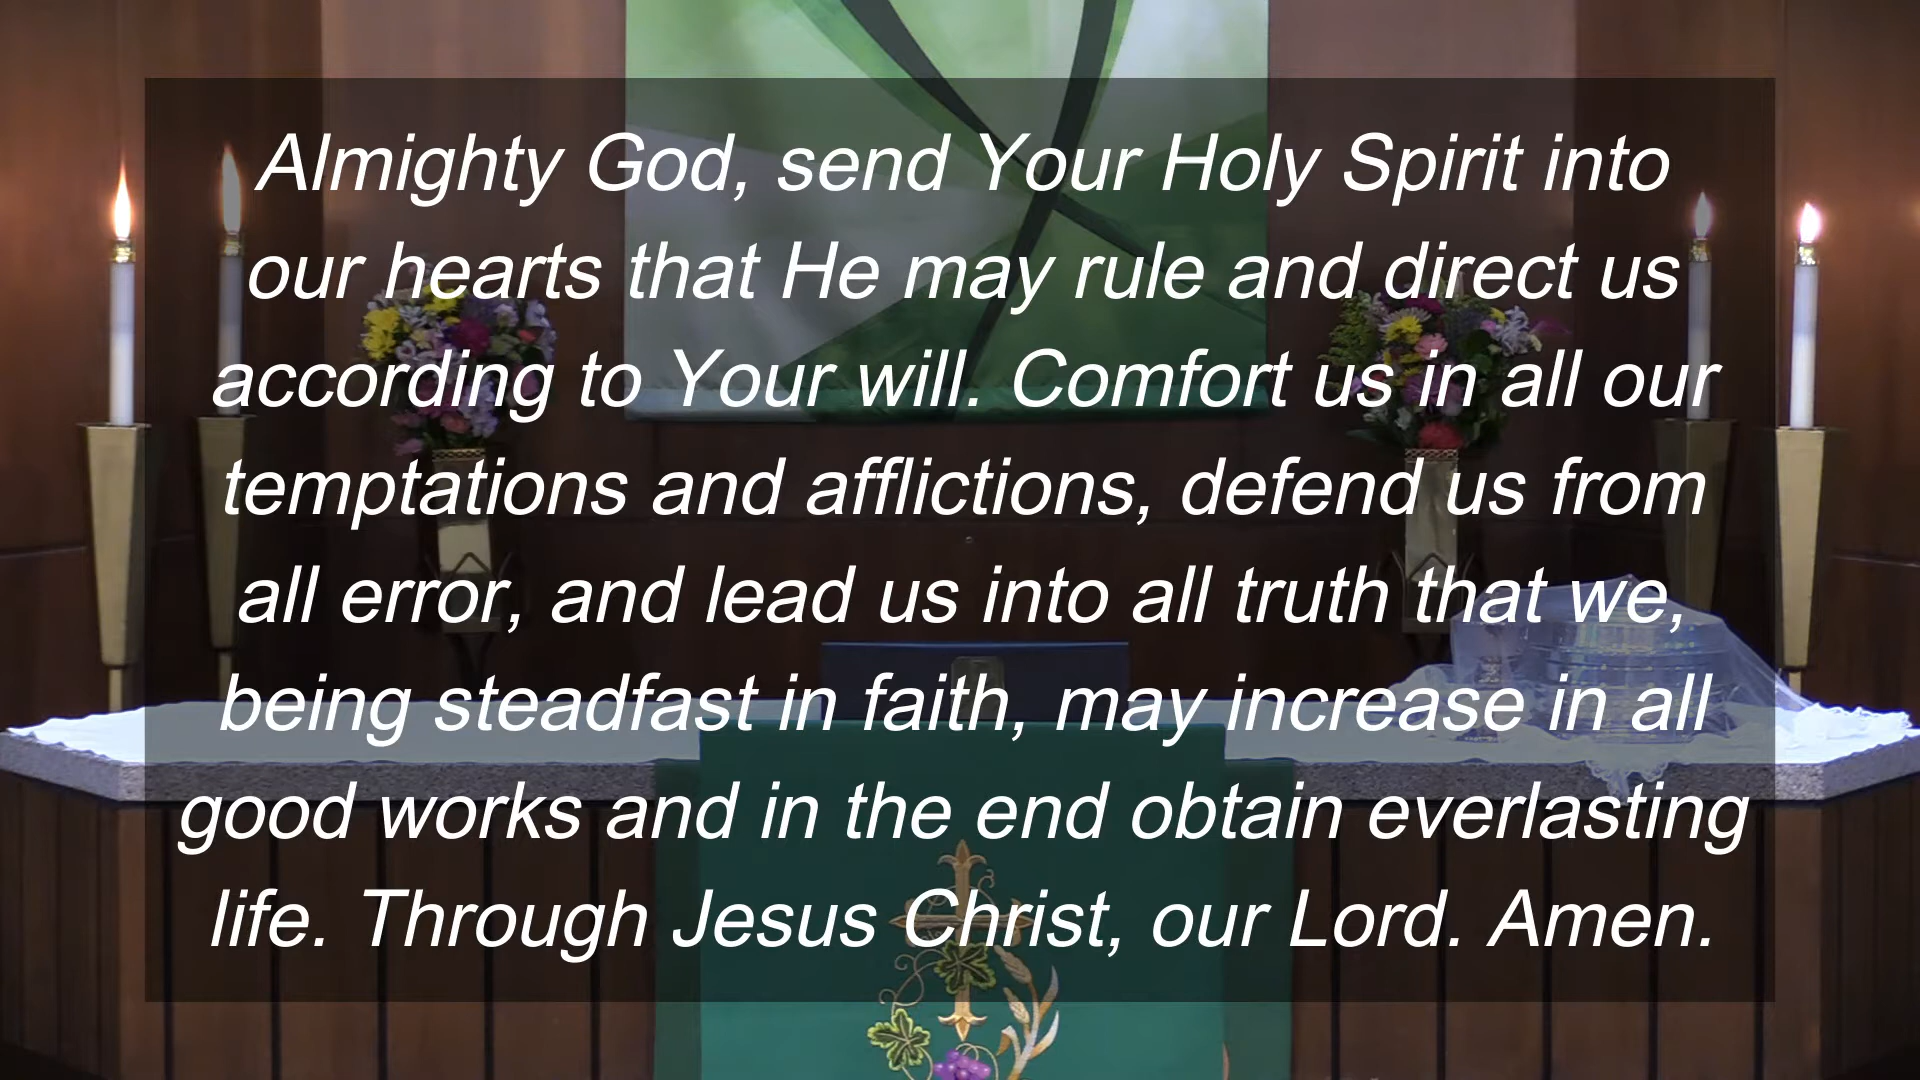 Almighty God, send Your Holy Spirit into
our hearts that He may rule and direct us
according to Your will. Comfort us in all our
temptations and afflictions, defend us from
all error, and lead us into all truth that we,
being steadfast in faith, may increase in all
good works and in the end obtain everlasting
life. Through Jesus Christ, our Lord. Amen.